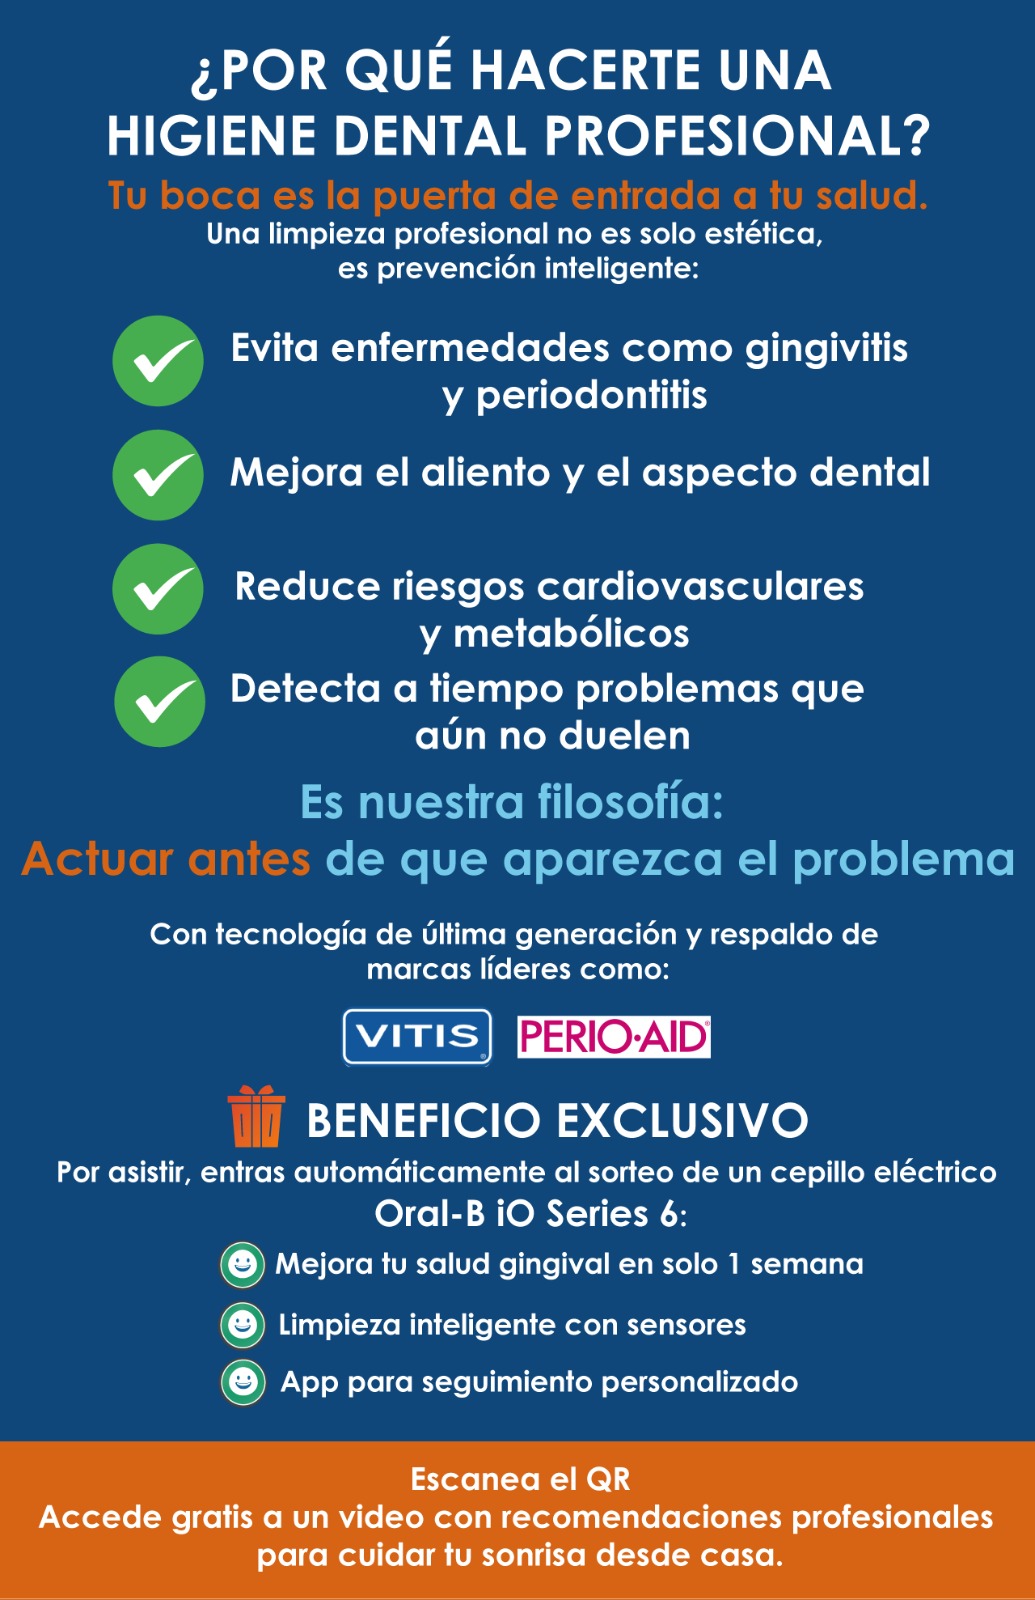 ¿POR QUÉ HACERTE UNA
HIGIENE DENTAL PROFESIONAL?
Tu boca es la puerta de entrada a tu salud.
Una limpieza profesional no es solo estética,
es prevención inteligente:
Evita enfermedades como gingivitis
y periodontitis
Mejora el aliento y el aspecto dental
Reduce riesgos cardiovasculares
y metabólicos
Detecta a tiempo problemas que
aún no duelen
Es nuestra filosofía:
Actuar antes de que aparezca el problema
Con tecnología de última generación y respaldo de
marcas líderes como:
VITIS® PERIO·AID®
BENEFICIO EXCLUSIVO
Por asistir, entras automáticamente al sorteo de un cepillo eléctrico
Oral-B iO Series 6:
Mejora tu salud gingival en solo 1 semana
Limpieza inteligente con sensores
App para seguimiento personalizado
Escanea el QR
Accede gratis a un video con recomendaciones profesionales
para cuidar tu sonrisa desde casa.